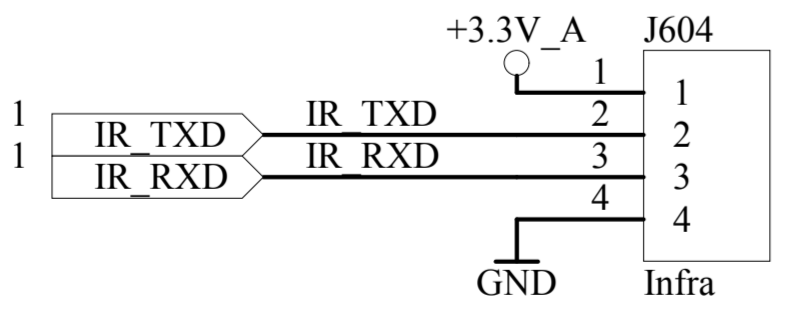 +3.3V_A J604
1 1
1 IR_TXD IR_TXD 2 2
1 IR_RXD IR_RXD 3 3
4 4
GND Infra